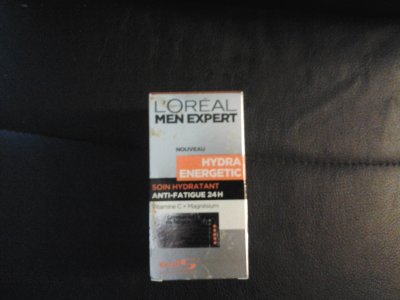 L'ORÉAL
MEN EXPERT
NOUVEAU
HYDRA
ENERGETIC
SOIN HYDRATANT
ANTI-FATIGUE 24H
Vitamine C + Magnésium